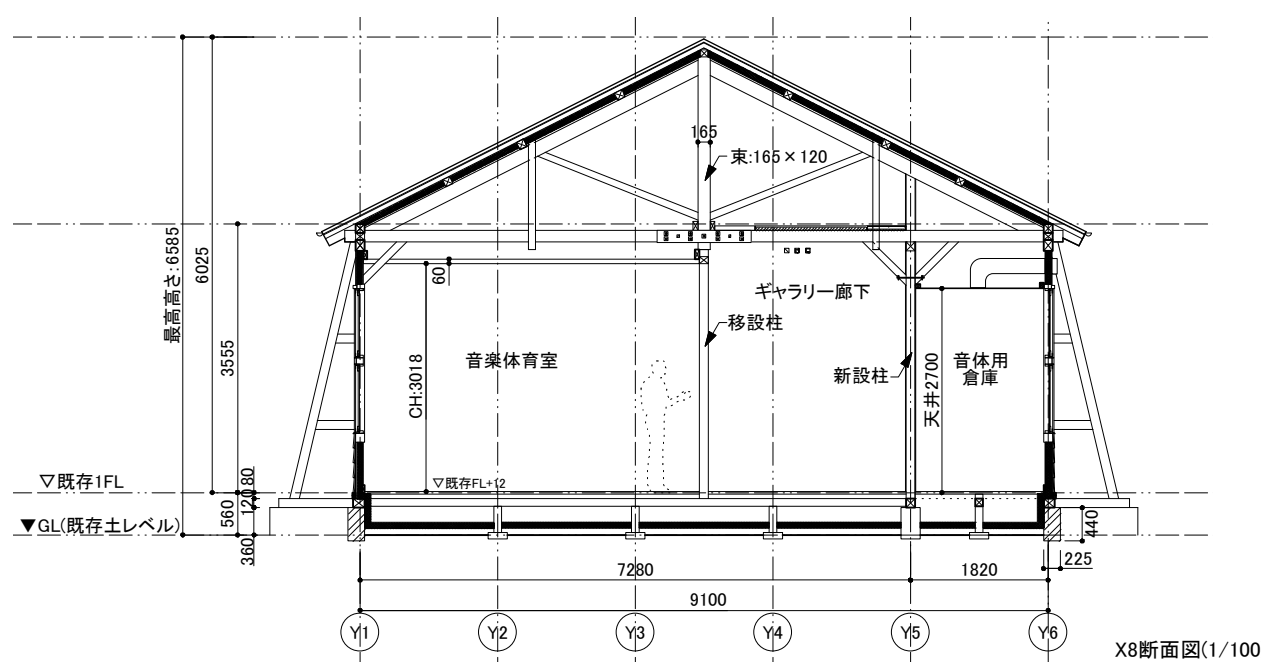 165
束:165×120
最高高さ:6585
6025
3555
60
ギャラリー廊下
移設柱
音楽体育室
CH:3018
新設柱
天井2700
音体用
倉庫
▽既存1FL
▽既存FL+12
80
120
560
▼GL(既存土レベル)
360
440
225
7280
1820
9100
Y1
Y2
Y3
Y4
Y5
Y6
X8断面図(1/100